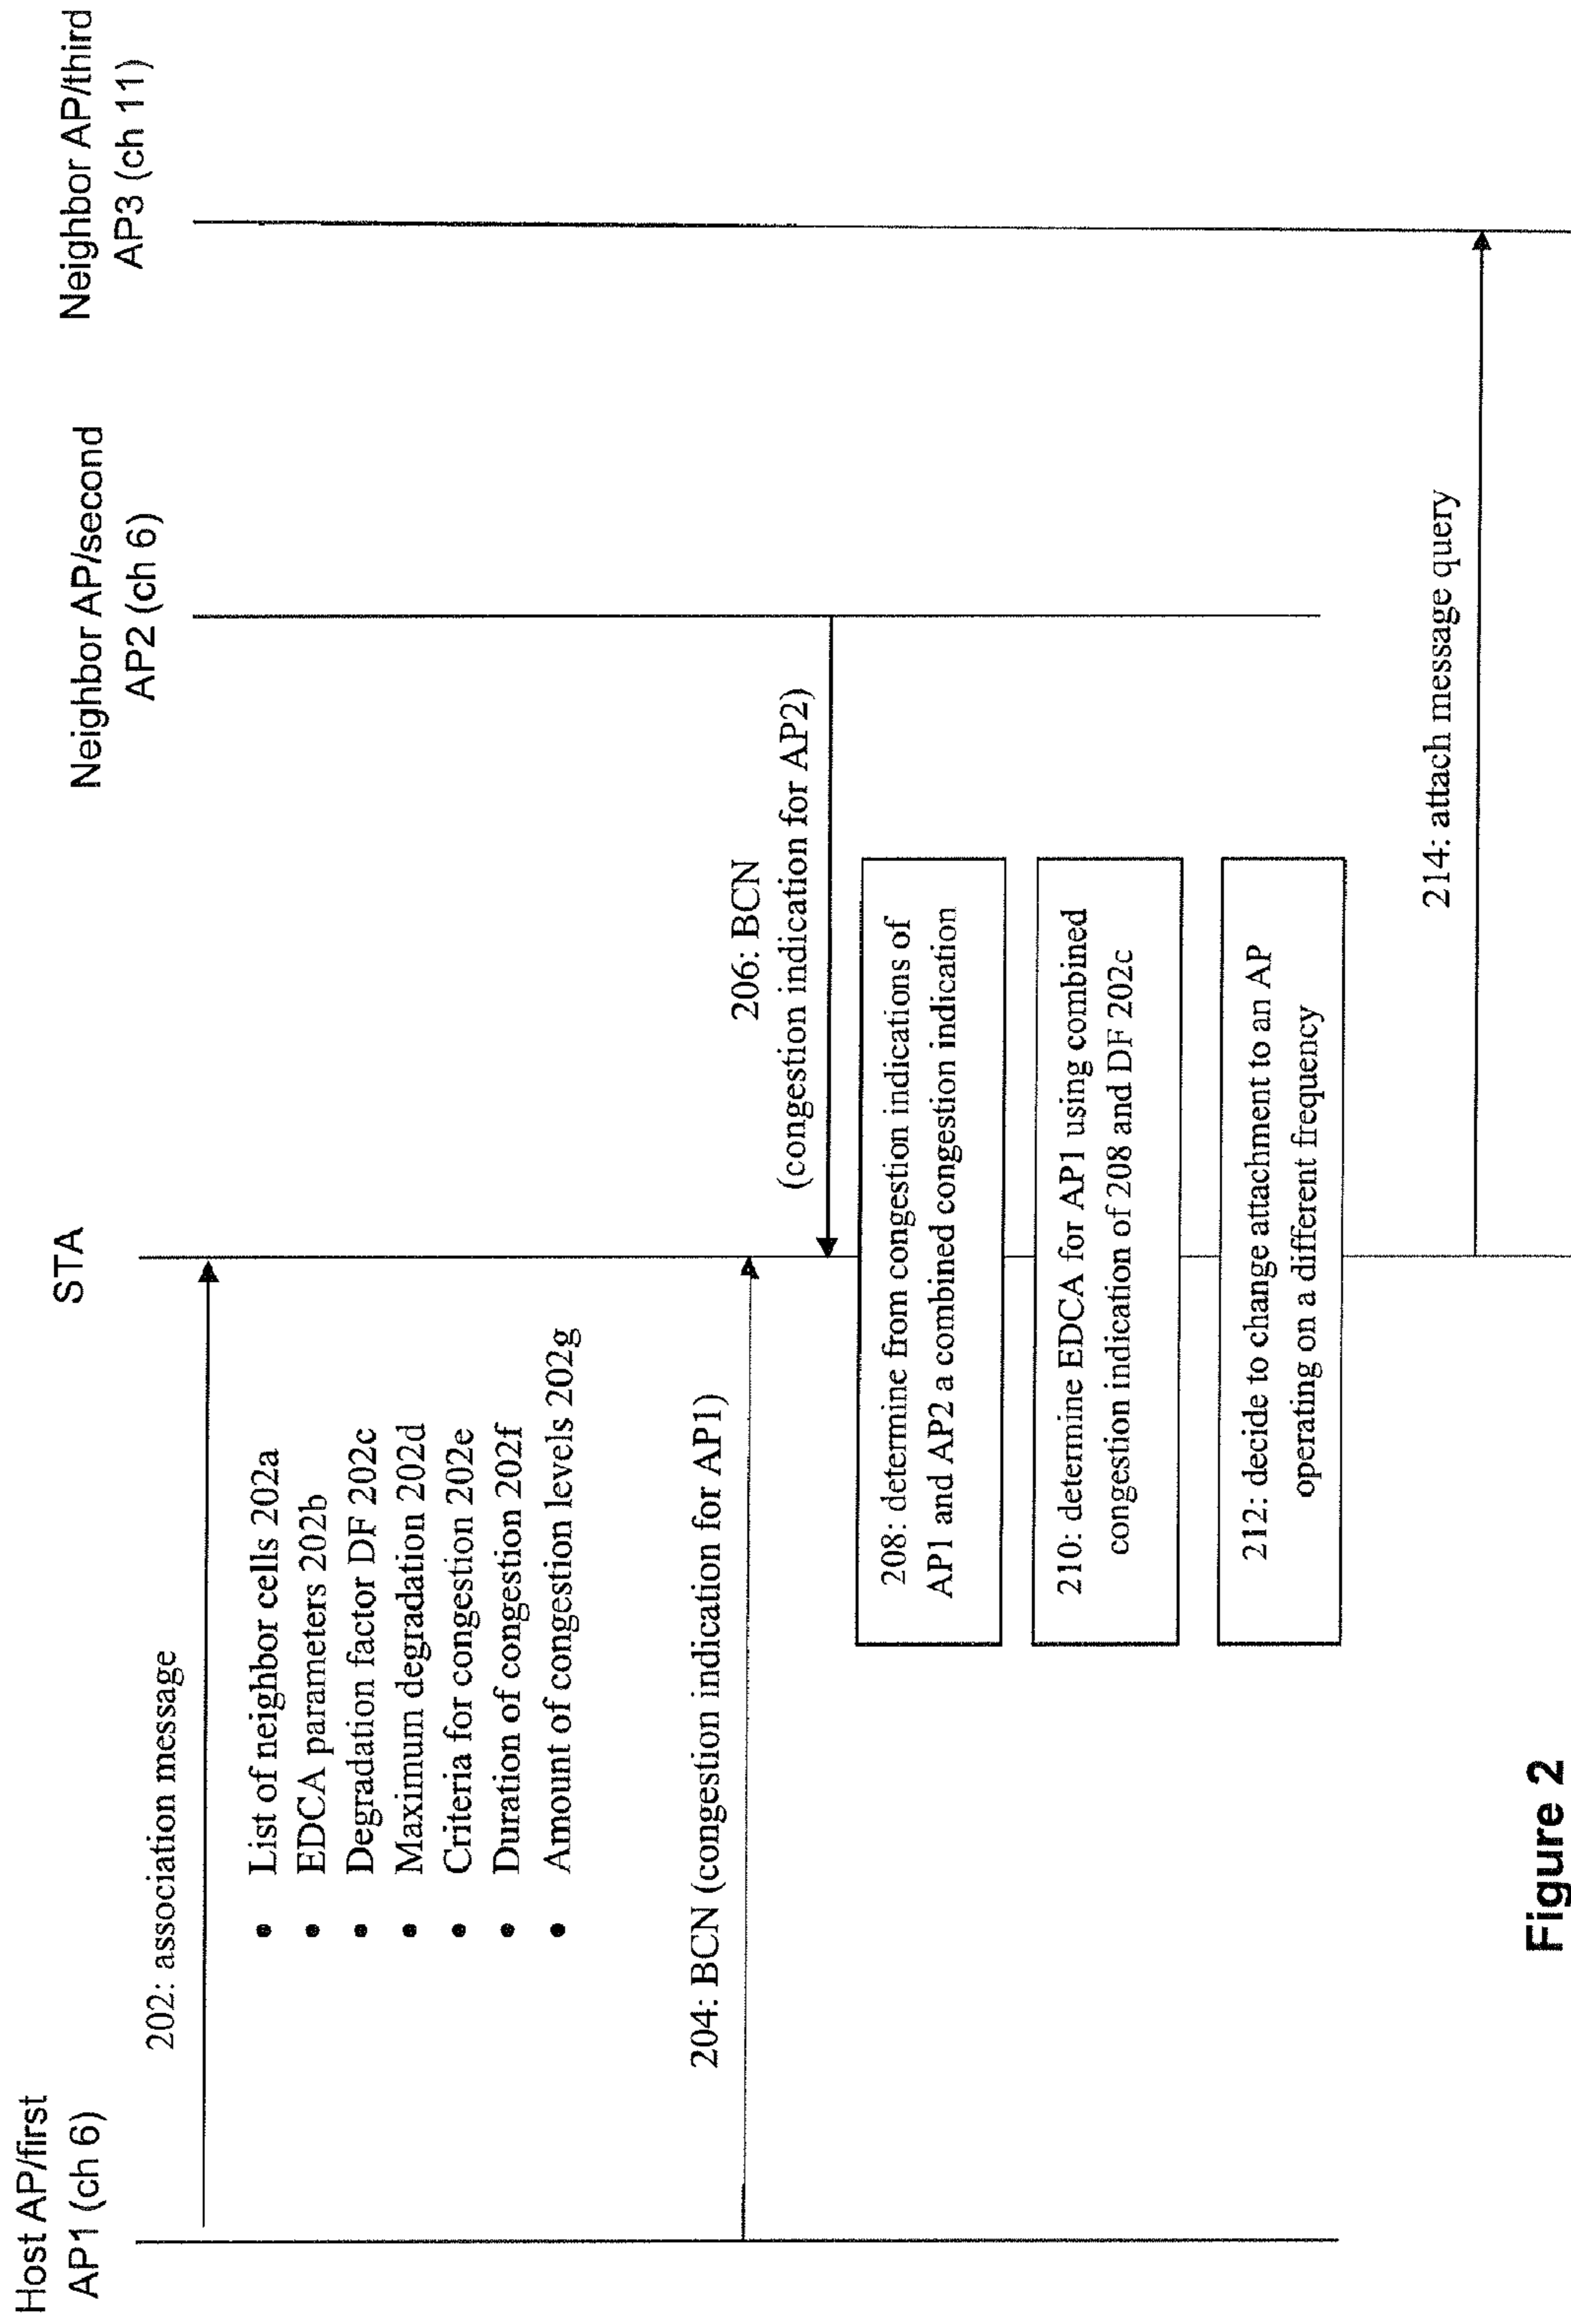 Host AP/first
AP1 (ch 6)
STA
Neighbor AP/second
AP2 (ch 6)
Neighbor AP/third
AP3 (ch 11)
202: association message
• List of neighbor cells 202a
• EDCA parameters 202b
• Degradation factor DF 202c
• Maximum degradation 202d
• Criteria for congestion 202e
• Duration of congestion 202f
• Amount of congestion levels 202g
204: BCN (congestion indication for AP1)
206: BCN
(congestion indication for AP2)
208: determine from congestion indications of
AP1 and AP2 a combined congestion indication
210: determine EDCA for AP1 using combined
congestion indication of 208 and DF 202c
212: decide to change attachment to an AP
operating on a different frequency
214: attach message query
Figure 2